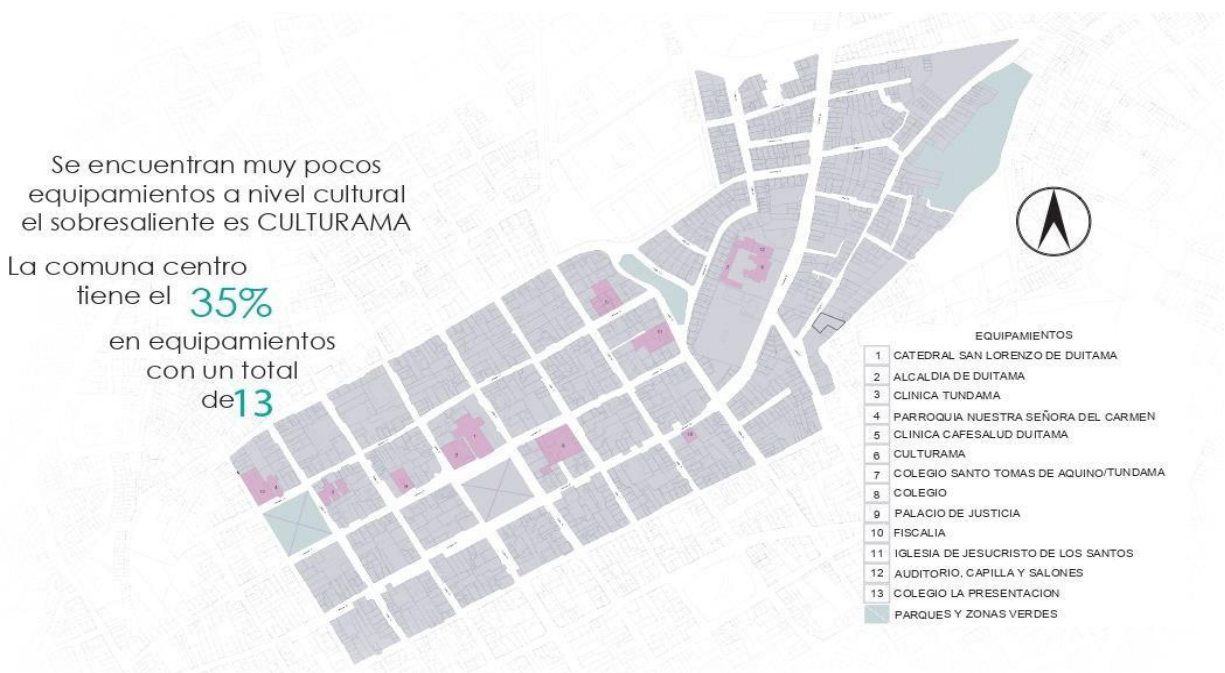 Se encuentran muy pocos
equipamientos a nivel cultural
el sobresaliente es CULTURAMA
La comuna centro
tiene el 35%
en equipamientos
con un total
de 13
EQUIPAMIENTOS
1 CATEDRAL SAN LORENZO DE DUITAMA
2 ALCALDIA DE DUITAMA
3 CLINICA TUNDAMA
4 PARROQUIA NUESTRA SEÑORA DEL CARMEN
5 CLINICA CAFESALUD DUITAMA
6 CULTURAMA
7 COLEGIO SANTO TOMAS DE AQUINO/TUNDAMA
8 COLEGIO
9 PALACIO DE JUSTICIA
10 FISCALIA
11 IGLESIA DE JESUCRISTO DE LOS SANTOS
12 AUDITORIO, CAPILLA Y SALONES
13 COLEGIO LA PRESENTACION
PARQUES Y ZONAS VERDES